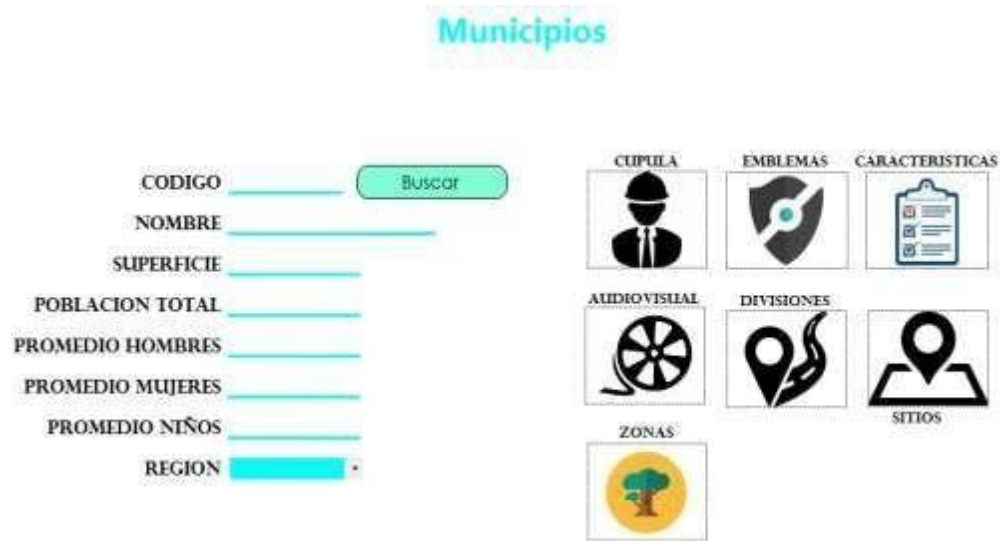 Municipios
CODIGO
Buscar
NOMBRE
SUPERFICIE
POBLACION TOTAL
PROMEDIO HOMBRES
PROMEDIO MUJERES
PROMEDIO NIÑOS
REGION
CUPULA
EMBLEMAS
CARACTERISTICAS
AUDIOVISUAL
DIVISIONES
SITIOS
ZONAS